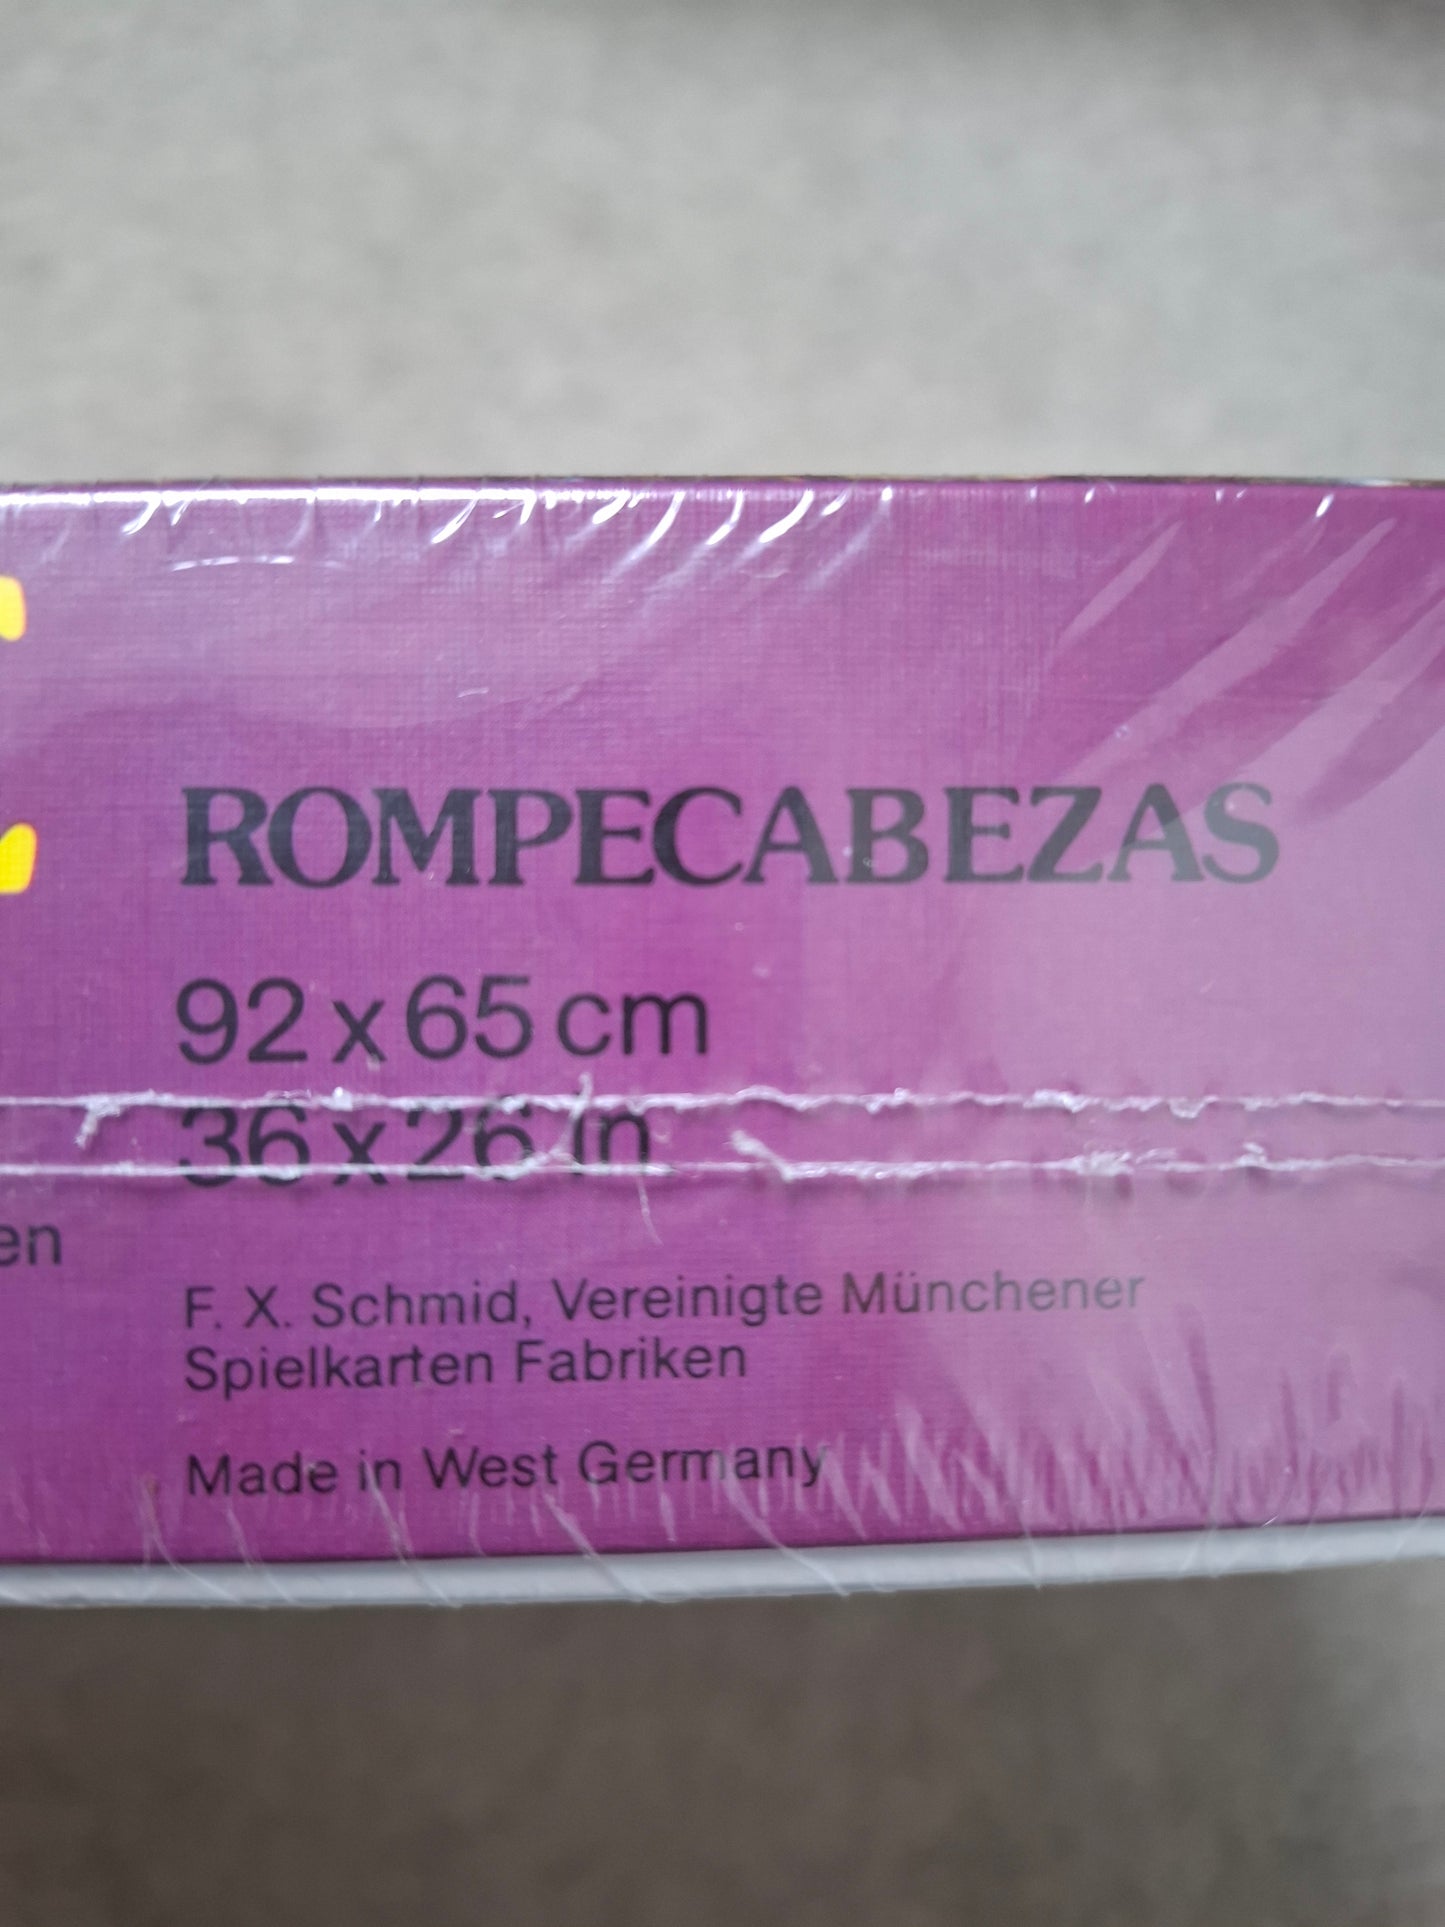 ROMPECABEZAS
92 x 65 cm
36 x 26 in
en
F. X. Schmid, Vereinigte Münchener
Spielkarten Fabriken
Made in West Germany